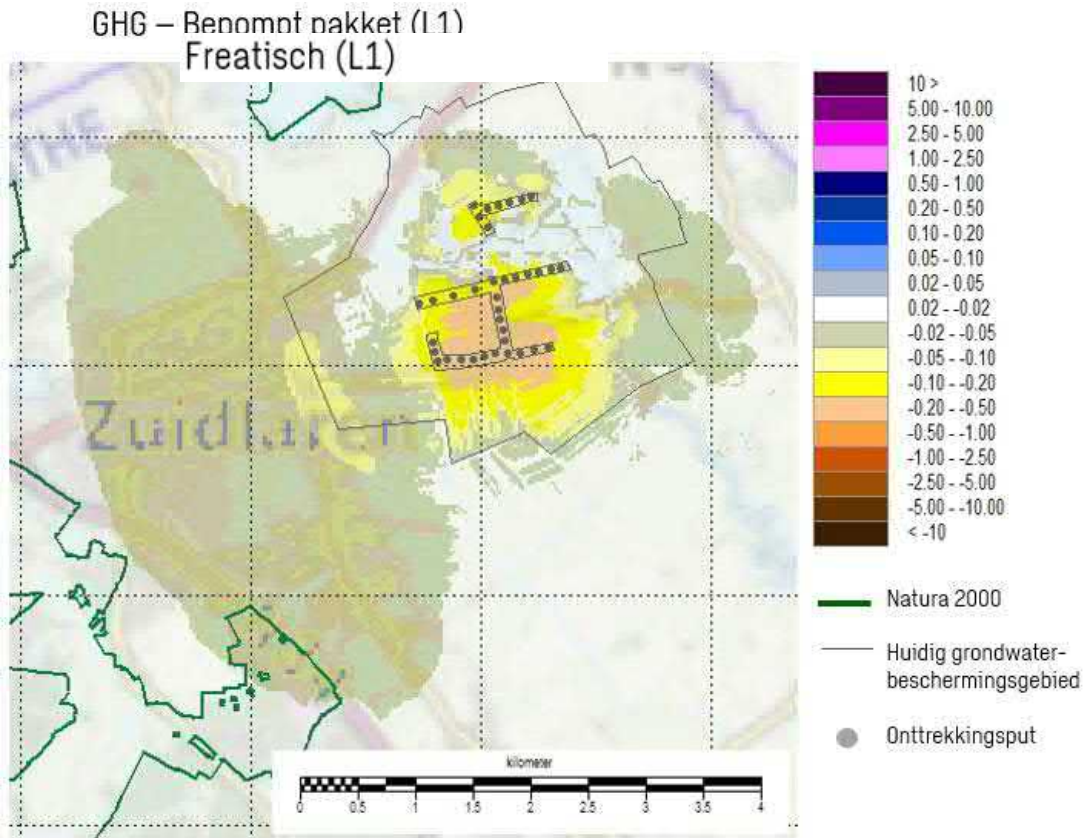 GHG – Bepompt pakket (L1)
Freatisch (L1)
Zuidlaren
10 >
5.00 - 10.00
2.50 - 5.00
1.00 - 2.50
0.50 - 1.00
0.20 - 0.50
0.10 - 0.20
0.05 - 0.10
0.02 - 0.05
0.02 - -0.02
-0.02 - -0.05
-0.05 - -0.10
-0.10 - -0.20
-0.20 - -0.50
-0.50 - -1.00
-1.00 - -2.50
-2.50 - -5.00
-5.00 - -10.00
< -10
Natura 2000
Huidig grondwater-
beschermingsgebied
Onttrekkingsput
kilometer
0 0.5 1 1.5 2 2.5 3 3.5 4